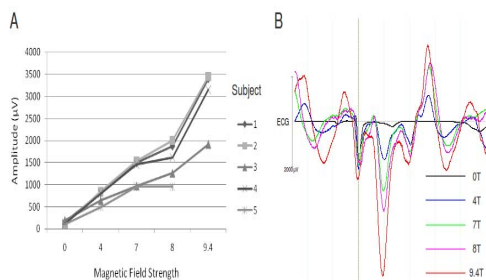 A
Amplitude (µV)
4000
3500
3000
2500
2000
1500
1000
500
0
0 4 7 8 9.4
Magnetic Field Strength
Subject
1
2
3
4
5
B
ECG
2000µV
0T
4T
7T
8T
9.4T